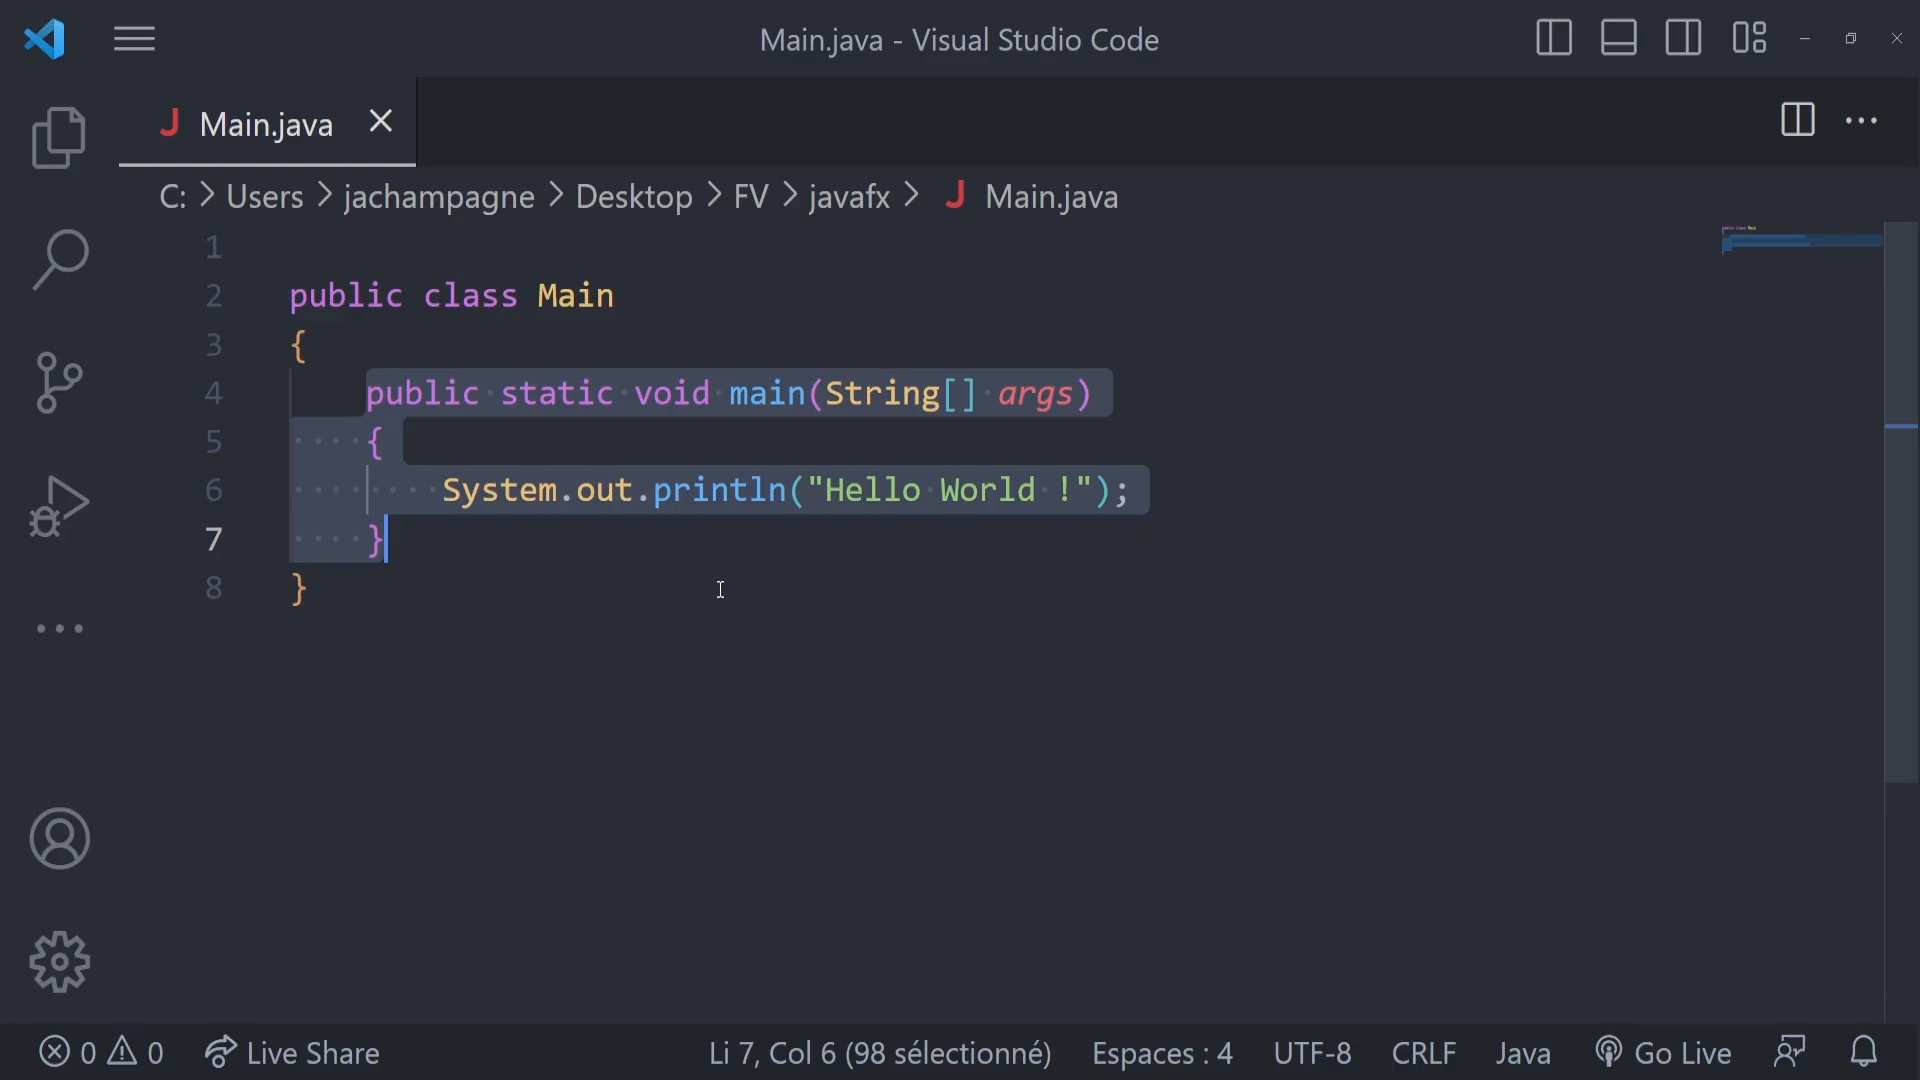 Main.java - Visual Studio Code
J Main.java
C: > Users > jachampagne > Desktop > FV > javafx > J Main.java
1
2 public class Main
3 {
4 public static void main(String[] args)
5 {
6 System.out.println("Hello World !");
7 }
8 }
0 0 Live Share Li 7, Col 6 (98 sélectionné) Espaces : 4 UTF-8 CRLF Java Go Live